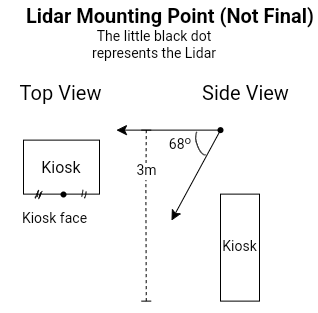 Lidar Mounting Point (Not Final)
The little black dot
represents the Lidar
Top View
Side View
68º
3m
Kiosk
Kiosk face
Kiosk